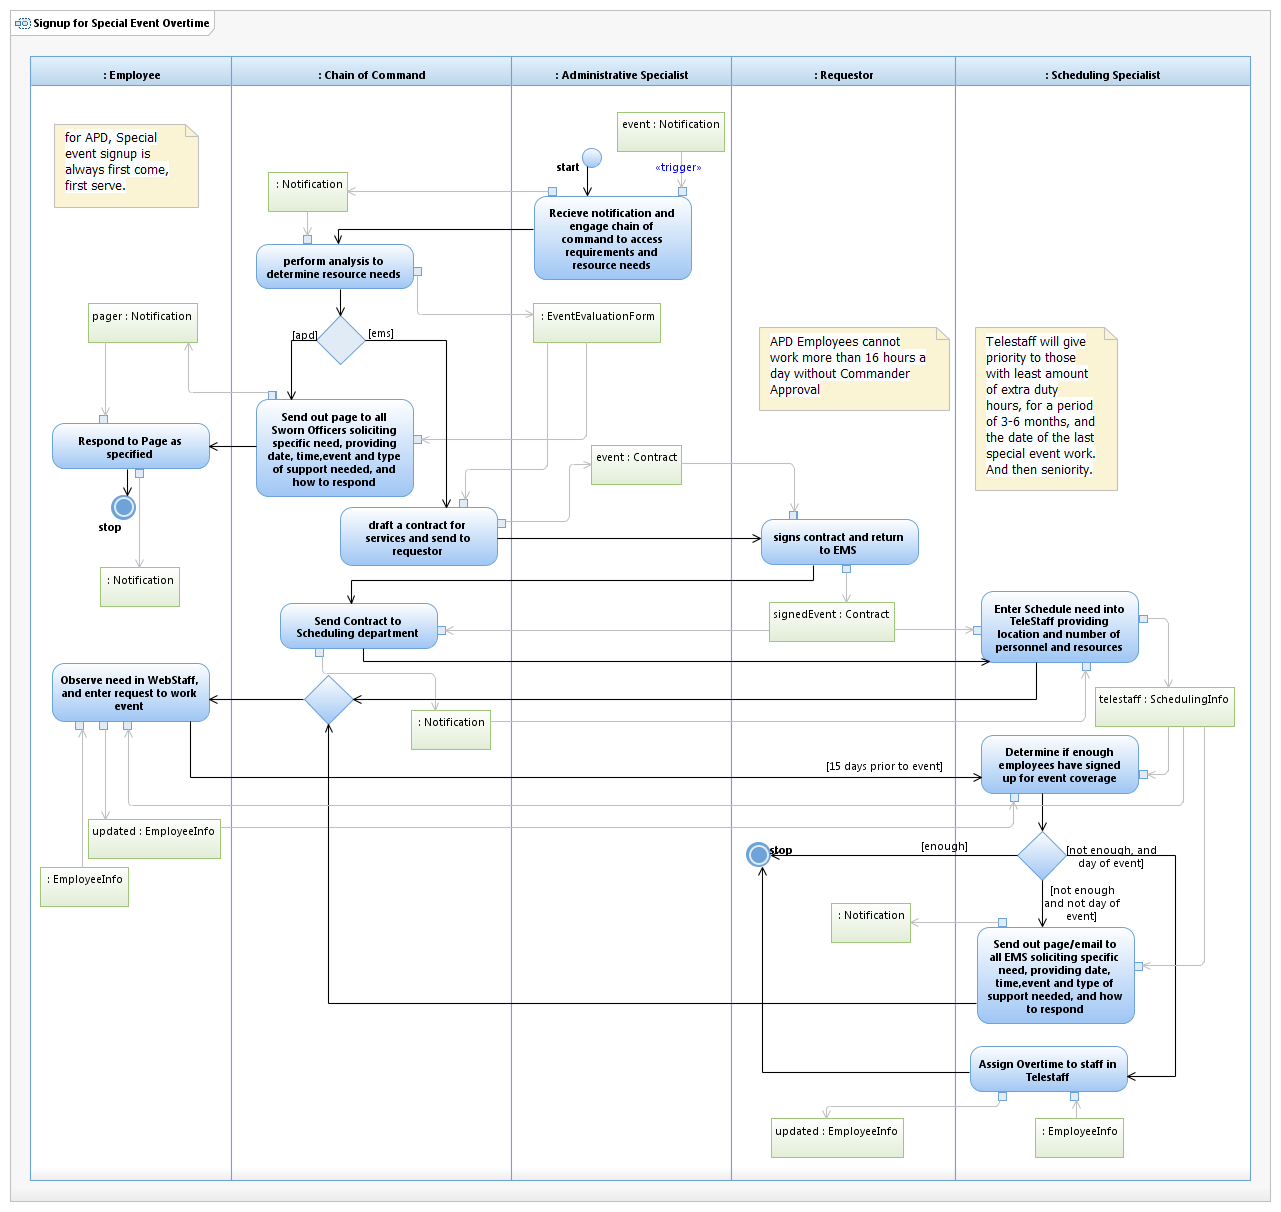 Signup for Special Event Overtime
: Employee
: Chain of Command
: Administrative Specialist
: Requestor
: Scheduling Specialist
for APD, Special
event signup is
always first come,
first serve.
event : Notification
start
«trigger»
: Notification
Recieve notification and
engage chain of
command to access
requirements and
resource needs
perform analysis to
determine resource needs
pager : Notification
: EventEvaluationForm
[apd]
[ems]
APD Employees cannot
work more than 16 hours a
day without Commander
Approval
Telestaff will give
priority to those
with least amount
of extra duty
hours, for a period
of 3-6 months, and
the date of the last
special event work.
And then seniority.
Respond to Page as
specified
Send out page to all
Sworn Officers soliciting
specific need, providing
date, time,event and type
of support needed, and
how to respond
event : Contract
stop
draft a contract for
services and send to
requestor
signs contract and return
to EMS
: Notification
signedEvent : Contract
Send Contract to
Scheduling department
Enter Schedule need into
TeleStaff providing
location and number of
personnel and resources
Observe need in WebStaff,
and enter request to work
event
: Notification
telestaff : SchedulingInfo
[15 days prior to event]
Determine if enough
employees have signed
up for event coverage
updated : EmployeeInfo
: EmployeeInfo
stop
[enough]
[not enough, and
day of event]
[not enough
and not day of
event]
: Notification
Send out page/email to
all EMS soliciting specific
need, providing date,
time,event and type of
support needed, and how
to respond
Assign Overtime to staff in
Telestaff
updated : EmployeeInfo
: EmployeeInfo